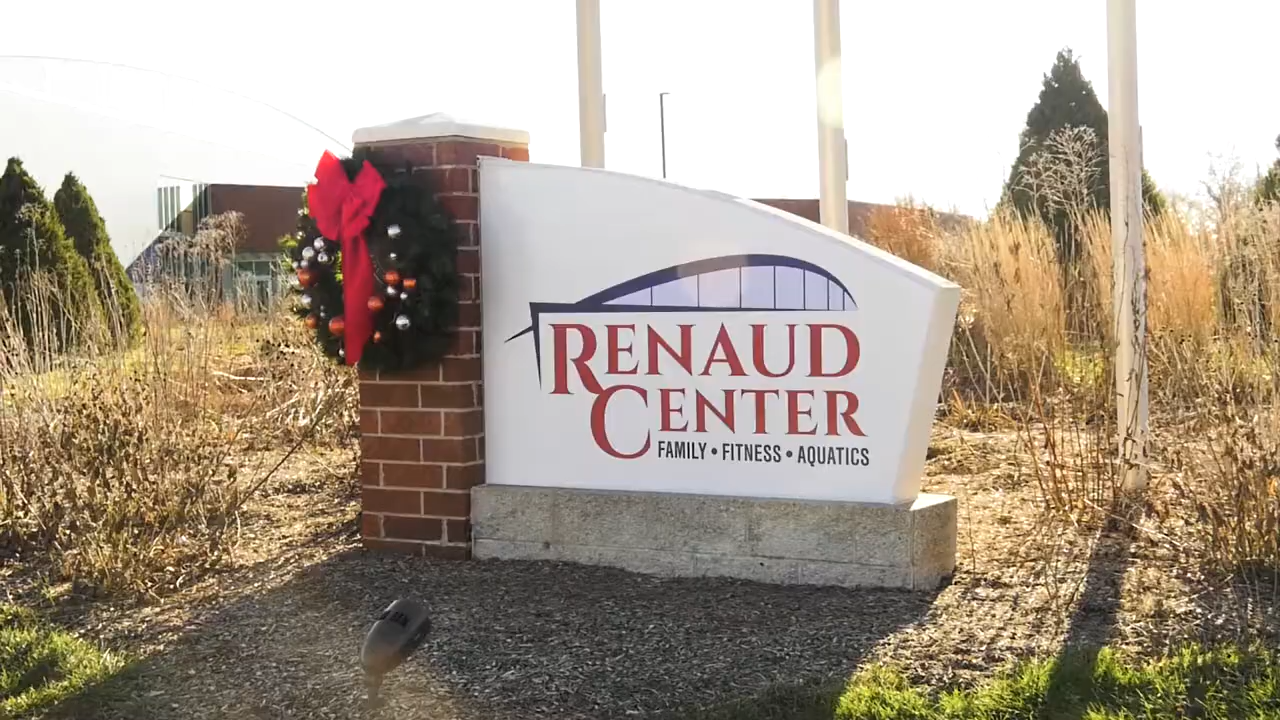 RENAUD
CENTER
FAMILY • FITNESS • AQUATICS